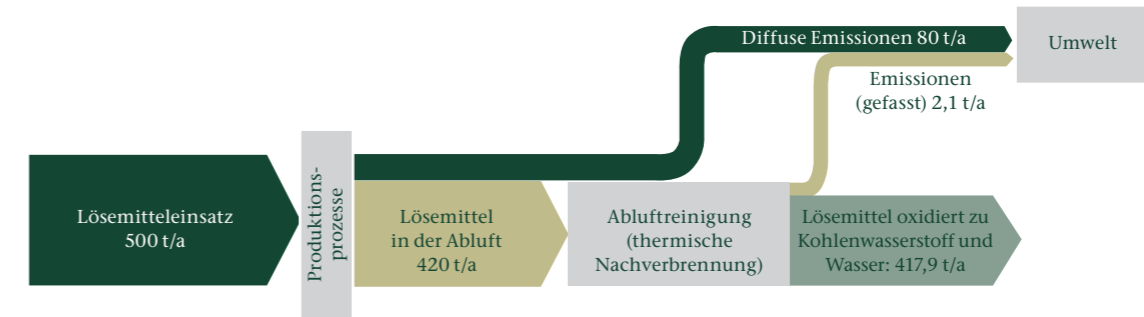 Diffuse Emissionen 80 t/a
Umwelt
Emissionen
(gefasst) 2,1 t/a
Lösemitteleinsatz
500 t/a
Produktions-
prozesse
Lösemittel
in der Abluft
420 t/a
Abluftreinigung
(thermische
Nachverbrennung)
Lösemittel oxidiert zu
Kohlenwasserstoff und
Wasser: 417,9 t/a